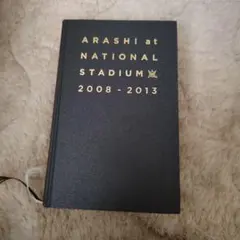 ARASHI at
NATIONAL
STADIUM
2008 - 2013